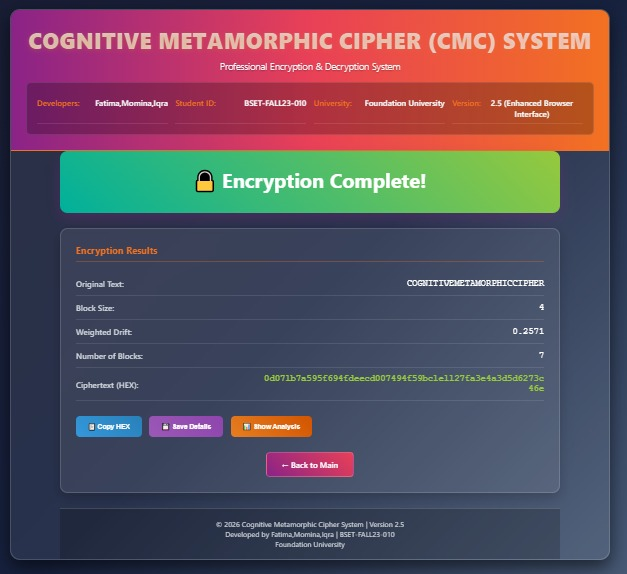 COGNITIVE METAMORPHIC CIPHER (CMC) SYSTEM
Professional Encryption & Decryption System
Developers: Fatima,Momina,Iqra Student ID: BSET-FALL23-010 University: Foundation University Version: 2.5 (Enhanced Browser
Interface)
🔒 Encryption Complete!
Encryption Results
Original Text: COGNITIVEMETAMORPHICCIPHER
Block Size: 4
Weighted Drift: 0.2571
Number of Blocks: 7
Ciphertext (HEX): 0d071b7a595f694fdeecd007494f59bc1e1127fa3e4a3d5d6273c
46e
Copy HEX Save Details Show Analysis
← Back to Main
© 2026 Cognitive Metamorphic Cipher System | Version 2.5
Developed by Fatima,Momina,Iqra | BSET-FALL23-010
Foundation University